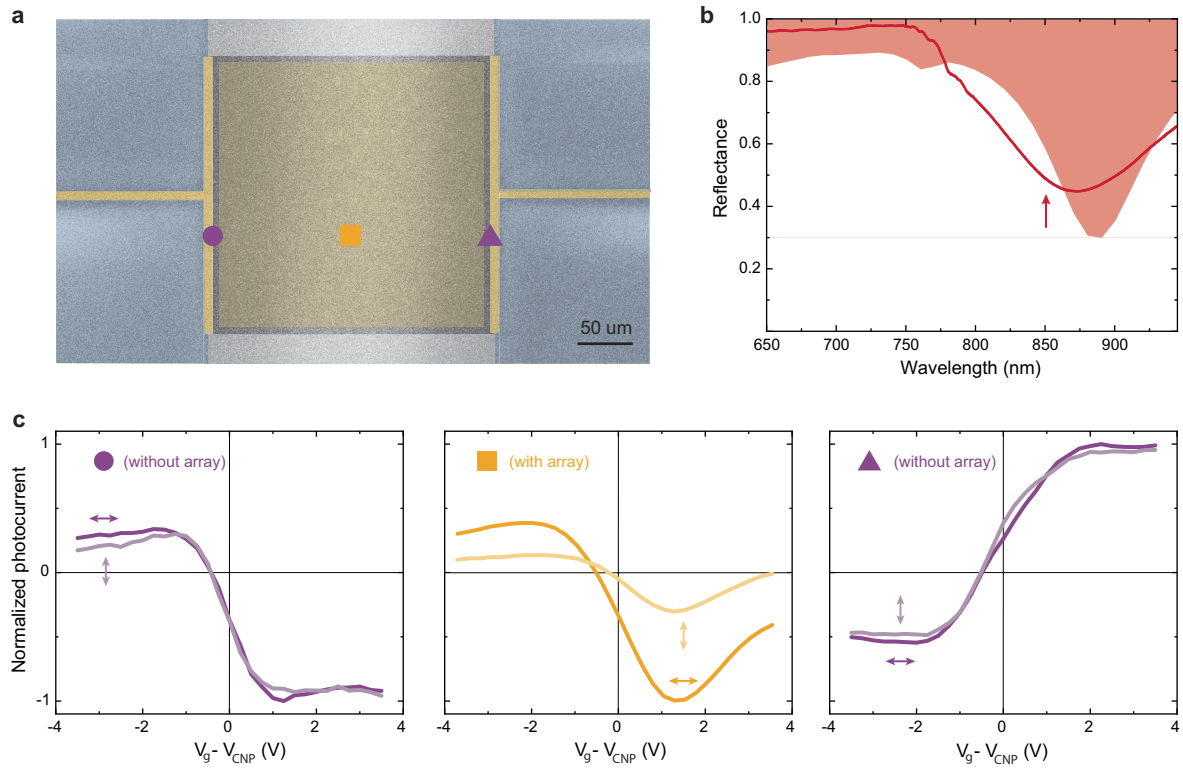 a
50 um
b
1.0
0.8
0.6
0.4
0.2
Reflectance
650
700
750
800
850
900
Wavelength (nm)
c
Normalized photocurrent
1
0
-1
(without array)
-4
-2
0
2
4
Vg- VCNP (V)
(with array)
-4
-2
0
2
4
Vg- VCNP (V)
(without array)
-4
-2
0
2
4
Vg- VCNP (V)